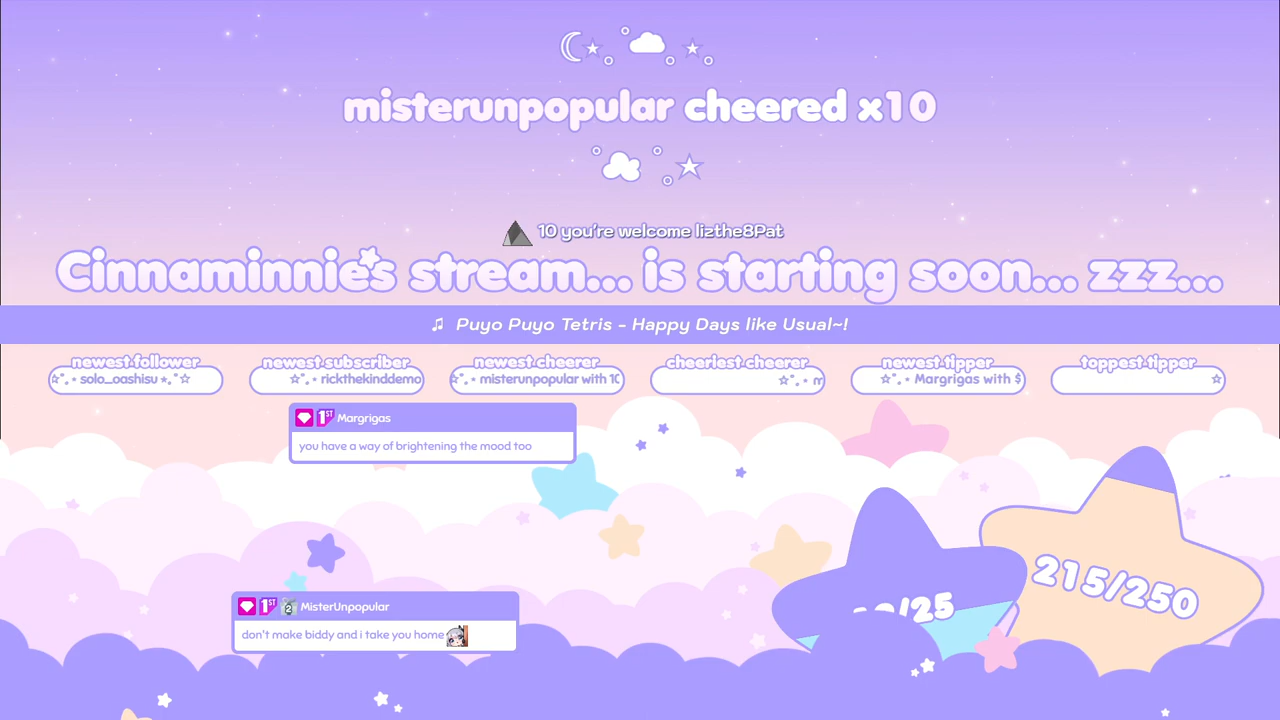 misterunpopular cheered x10
10 you're welcome lizthe8Pat
Cinnaminnie's stream... is starting soon... zzz...
♫ Puyo Puyo Tetris - Happy Days like Usual~!
newest follower
newest subscriber
newest cheerer
cheeriest cheerer
newest tipper
toppest tipper
solo_oashisu
rickthekinddemo
misterunpopular with 10
m
Margrigas with $
1ST Margrigas
you have a way of brightening the mood too
215/250
/25
1ST 2 MisterUnpopular
don't make biddy and i take you home